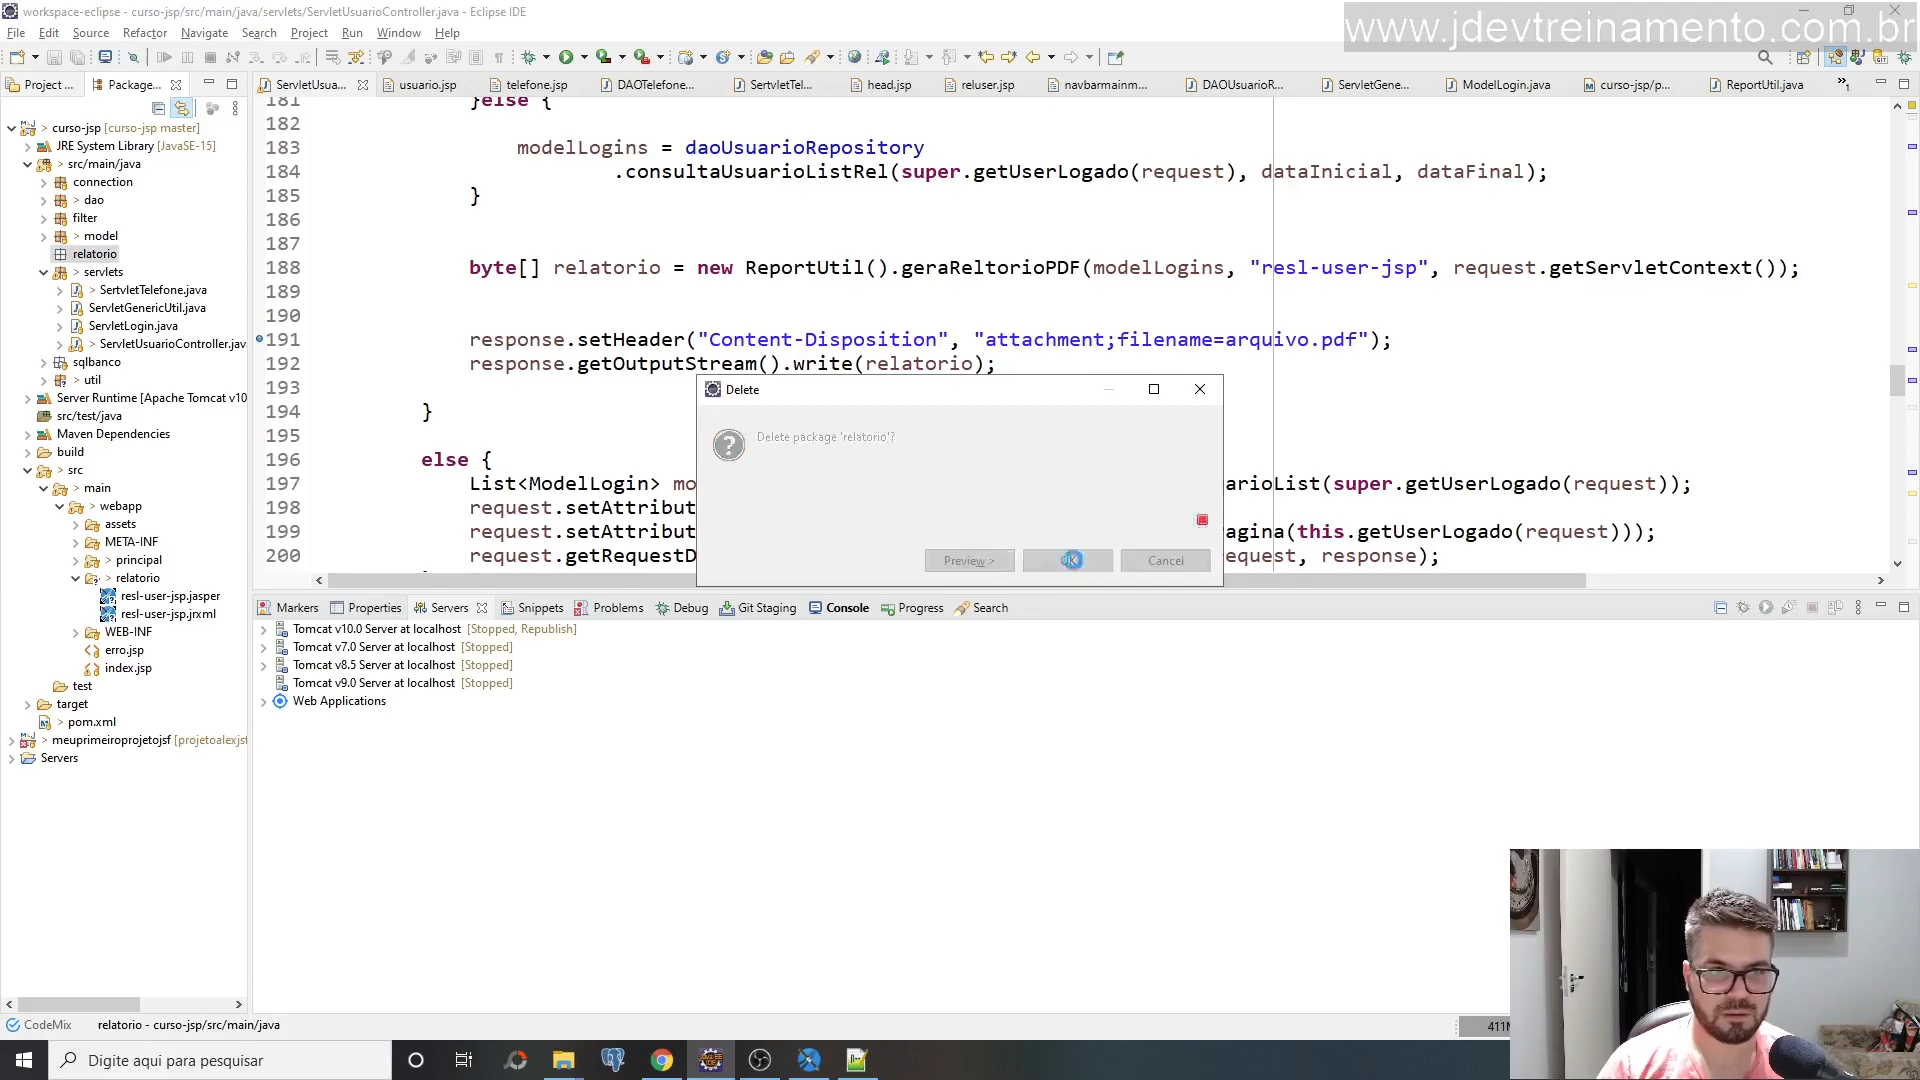 workspace-eclipse - curso-jsp/src/main/java/servlets/ServletUsuarioController.java - Eclipse IDE
www.jdevtreinamento.com.br
File Edit Source Refactor Navigate Search Project Run Window Help
Project ... Package...
ServletUsua... usuario.jsp telefone.jsp DAOTelefone... SertvletTel... head.jsp reluser.jsp navbarmainm... DAOUsuarioR... ServletGene... ModelLogin.java curso-jsp/p... ReportUtil.java
> curso-jsp [curso-jsp master]
JRE System Library [JavaSE-15]
src/main/java
connection
> dao
filter
> model
relatorio
> servlets
> SertvletTelefone.java
ServletGenericUtil.java
ServletLogin.java
> ServletUsuarioController.java
sqlbanco
> util
Server Runtime [Apache Tomcat v10
src/test/java
Maven Dependencies
build
> src
> main
> webapp
assets
META-INF
> principal
> relatorio
resl-user-jsp.jasper
resl-user-jsp.jrxml
WEB-INF
erro.jsp
index.jsp
test
target
> pom.xml
> meuprimeiroprojetojsf [projetoalexjsf
Servers
181 }else {
182
183 modelLogins = daoUsuarioRepository
184 .consultaUsuarioListRel(super.getUserLogado(request), dataInicial, dataFinal);
185 }
186
187
188 byte[] relatorio = new ReportUtil().geraReltorioPDF(modelLogins, "resl-user-jsp", request.getServletContext());
189
190
191 response.setHeader("Content-Disposition", "attachment;filename=arquivo.pdf");
192 response.getOutputStream().write(relatorio);
193
194 }
195
196 else {
197 List<ModelLogin> mo arioList(super.getUserLogado(request));
198 request.setAttribut
199 request.setAttribut agina(this.getUserLogado(request)));
200 request.getRequestD request, response);
Delete
Delete package 'relatorio'?
Preview > OK Cancel
Markers Properties Servers Snippets Problems Debug Git Staging Console Progress Search
Tomcat v10.0 Server at localhost [Stopped, Republish]
Tomcat v7.0 Server at localhost [Stopped]
Tomcat v8.5 Server at localhost [Stopped]
Tomcat v9.0 Server at localhost [Stopped]
Web Applications
CodeMix relatorio - curso-jsp/src/main/java 411M
Digite aqui para pesquisar